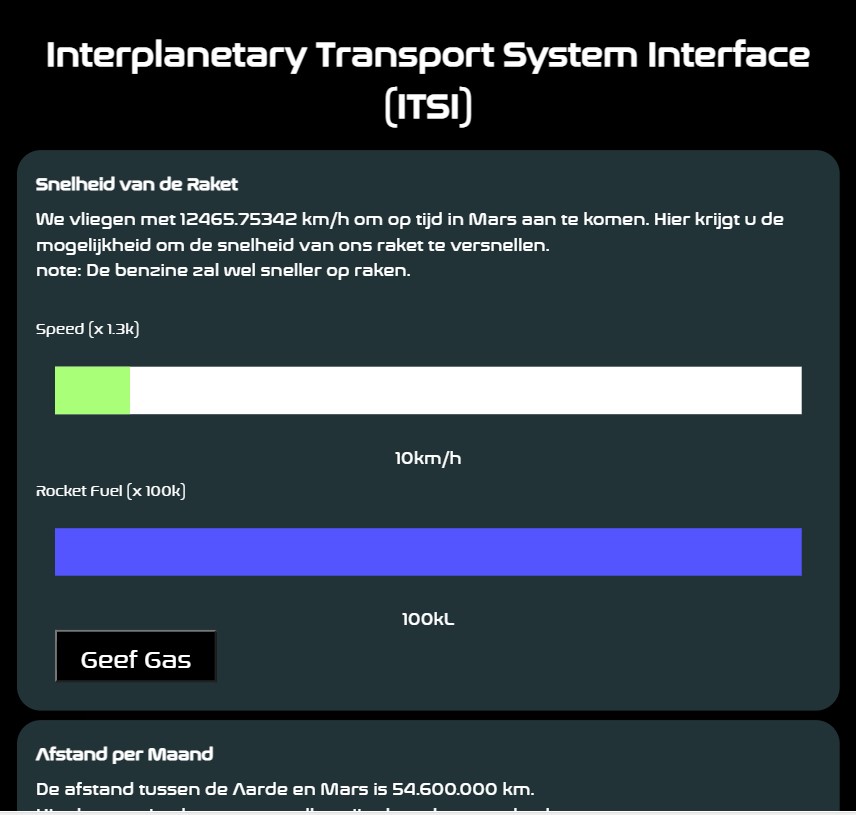 Interplanetary Transport System Interface
(ITSI)
Snelheid van de Raket
We vliegen met 12465.75342 km/h om op tijd in Mars aan te komen. Hier krijgt u de
mogelijkheid om de snelheid van ons raket te versnellen.
note: De benzine zal wel sneller op raken.
Speed (x 1.3k)
10km/h
Rocket Fuel (x 100k)
100kL
Geef Gas
Afstand per Maand
De afstand tussen de Aarde en Mars is 54.600.000 km.